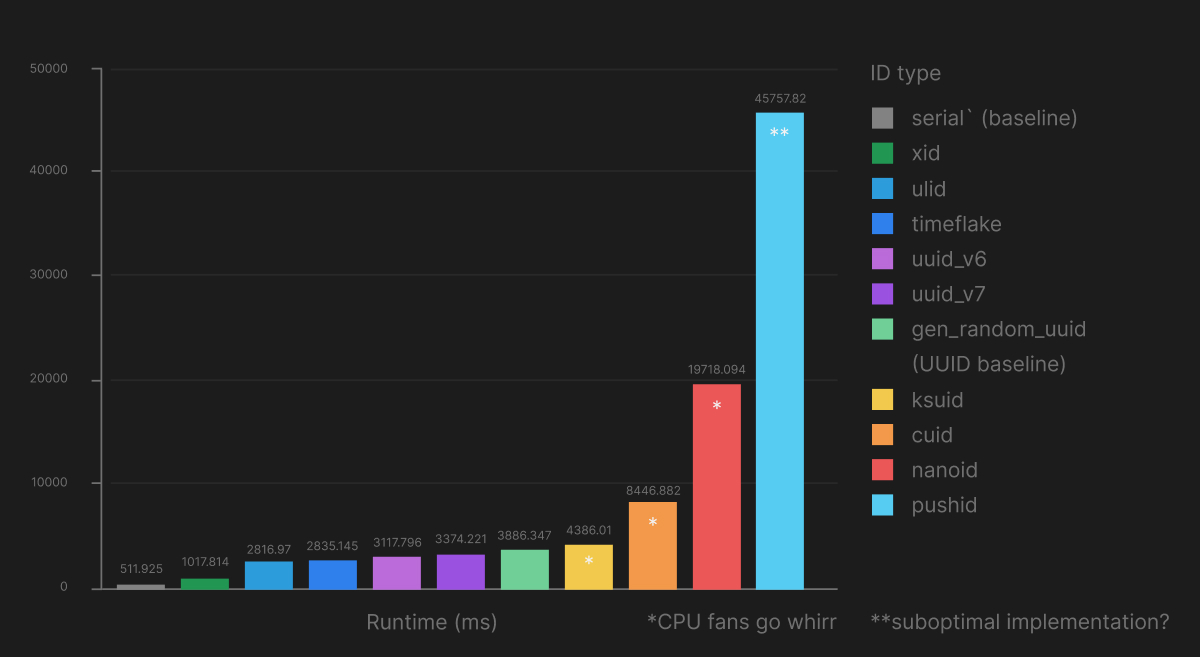 50000
40000
30000
20000
10000
0
511.925
1017.814
2816.97
2835.145
3117.796
3374.221
3886.347
4386.01
*
8446.882
*
19718.094
*
45757.82
**
Runtime (ms)
*CPU fans go whirr
**suboptimal implementation?
ID type
serial` (baseline)
xid
ulid
timeflake
uuid_v6
uuid_v7
gen_random_uuid
(UUID baseline)
ksuid
cuid
nanoid
pushid